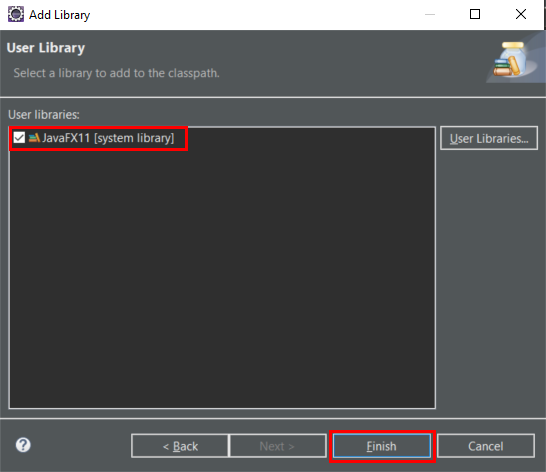 Add Library
User Library
Select a library to add to the classpath.
User libraries:
JavaFX11 [system library]
User Libraries...
?
< Back
Next >
Finish
Cancel